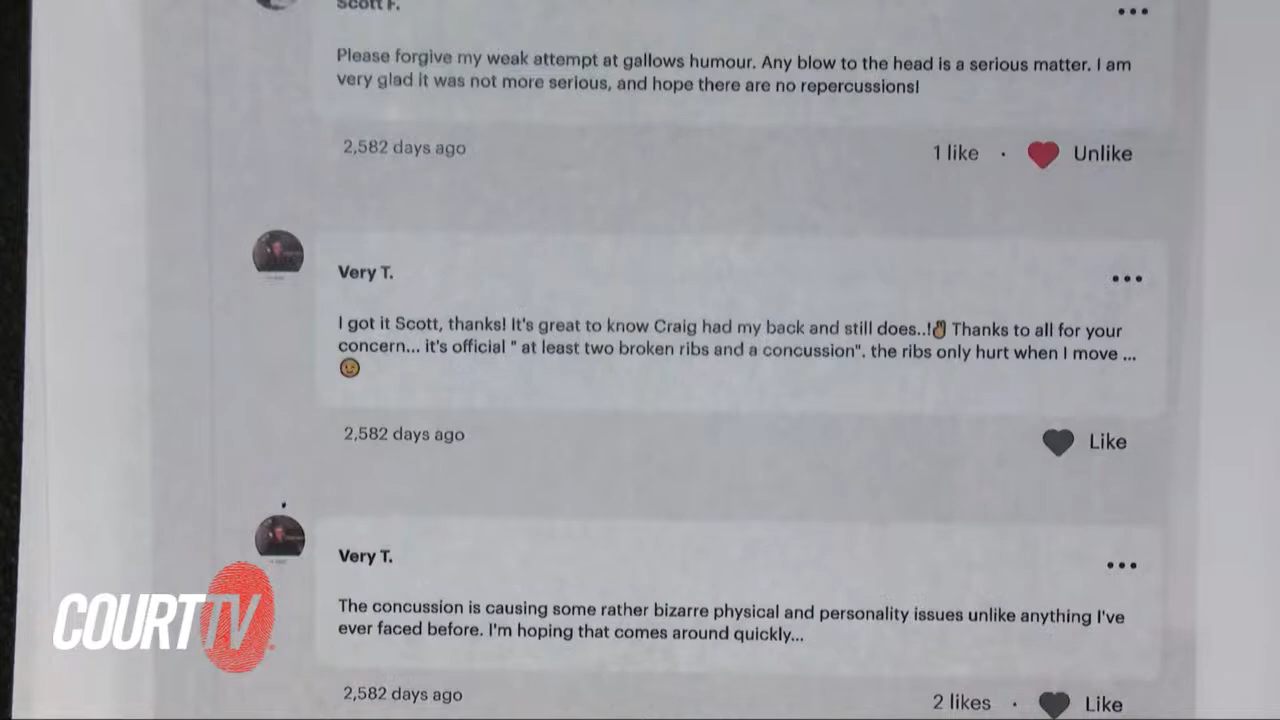 Scott F.
•••
Please forgive my weak attempt at gallows humour. Any blow to the head is a serious matter. I am
very glad it was not more serious, and hope there are no repercussions!
2,582 days ago
1 like · Unlike
Very T.
•••
I got it Scott, thanks! It's great to know Craig had my back and still does..!✌ Thanks to all for your
concern... it's official " at least two broken ribs and a concussion". the ribs only hurt when I move ...
😉
2,582 days ago
Like
Very T.
•••
The concussion is causing some rather bizarre physical and personality issues unlike anything I've
ever faced before. I'm hoping that comes around quickly...
2,582 days ago
2 likes · Like
COURT TV